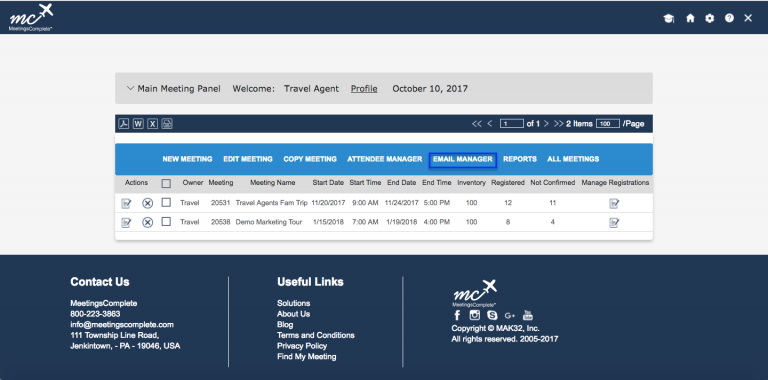 mc
MeetingsComplete
Main Meeting Panel Welcome: Travel Agent Profile October 10, 2017
W X << < 1 of 1 > >> 2 Items 100 /Page
NEW MEETING EDIT MEETING COPY MEETING ATTENDEE MANAGER EMAIL MANAGER REPORTS ALL MEETINGS
Actions Owner Meeting Meeting Name Start Date Start Time End Date End Time Inventory Registered Not Confirmed Manage Registrations
Travel 20531 Travel Agents Fam Trip 11/20/2017 9:00 AM 11/24/2017 5:00 PM 100 12 11
Travel 20538 Demo Marketing Tour 1/15/2018 7:00 AM 1/19/2018 4:00 PM 100 8 4
Contact Us
MeetingsComplete
800-223-3863
info@meetingscomplete.com
111 Township Line Road,
Jenkintown, - PA - 19046, USA
Useful Links
Solutions
About Us
Blog
Terms and Conditions
Privacy Policy
Find My Meeting
mc
MeetingsComplete
f S G+ You Tube
Copyright © MAK32, Inc.
All rights reserved. 2005-2017